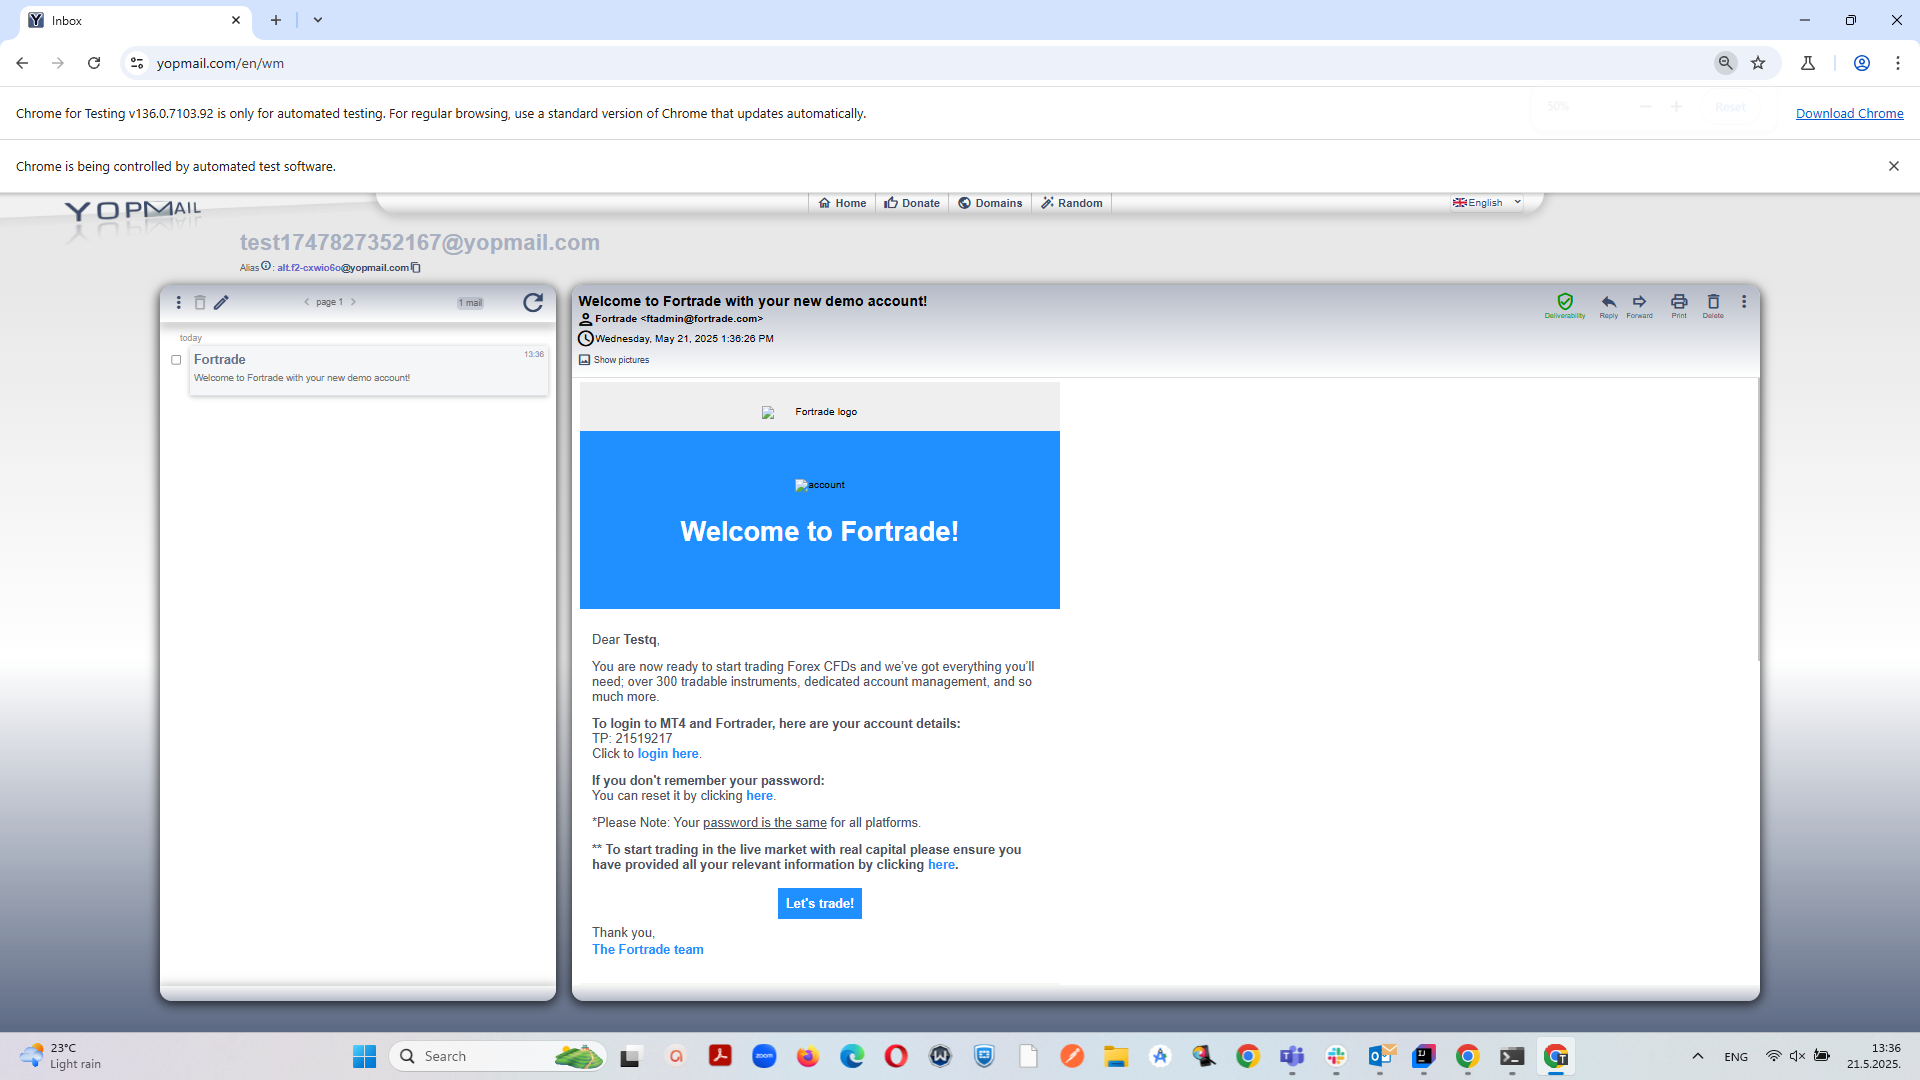 Inbox
yopmail.com/en/wm
Chrome for Testing v136.0.7103.92 is only for automated testing. For regular browsing, use a standard version of Chrome that updates automatically.
50%
Reset
Download Chrome
Chrome is being controlled by automated test software.
YOPMAIL
Home
Donate
Domains
Random
English
test1747827352167@yopmail.com
Alias : alt.f2-cxwio6o@yopmail.com
page 1
1 mail
today
Fortrade
13:36
Welcome to Fortrade with your new demo account!
Welcome to Fortrade with your new demo account!
Fortrade <ftadmin@fortrade.com>
Wednesday, May 21, 2025 1:36:26 PM
Show pictures
Deliverability
Reply
Forward
Print
Delete
Fortrade logo
account
Welcome to Fortrade!
Dear Testq,
You are now ready to start trading Forex CFDs and we've got everything you'll
need; over 300 tradable instruments, dedicated account management, and so
much more.
To login to MT4 and Fortrader, here are your account details:
TP: 21519217
Click to login here.
If you don't remember your password:
You can reset it by clicking here.
*Please Note: Your password is the same for all platforms.
** To start trading in the live market with real capital please ensure you
have provided all your relevant information by clicking here.
Let's trade!
Thank you,
The Fortrade team
23°C
Light rain
Search
zoom
ENG
13:36
21.5.2025.